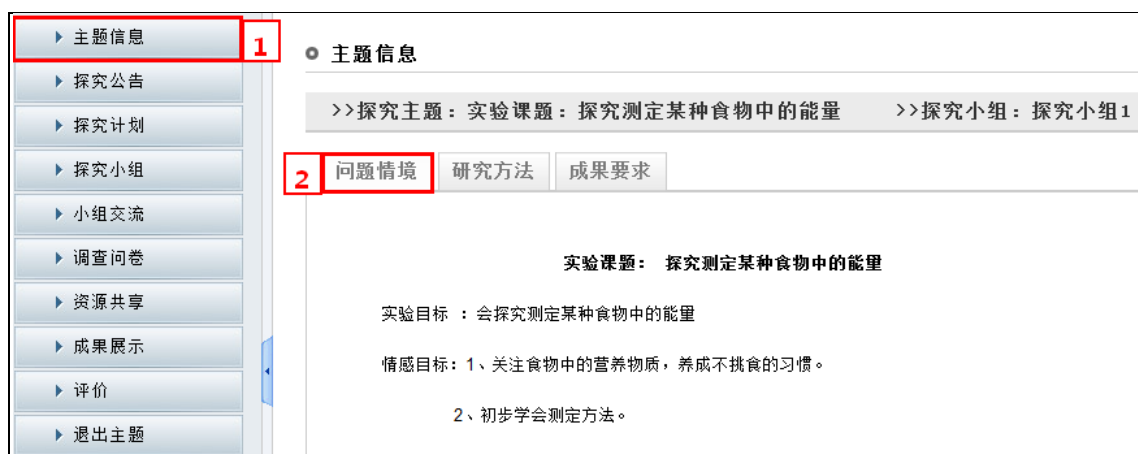 主题信息
探究公告
探究计划
探究小组
小组交流
调查问卷
资源共享
成果展示
评价
退出主题
1
主题信息
>>探究主题：实验课题：探究测定某种食物中的能量 >>探究小组：探究小组1
2
问题情境 研究方法 成果要求
实验课题： 探究测定某种食物中的能量
实验目标 ：会探究测定某种食物中的能量
情感目标：1、关注食物中的营养物质，养成不挑食的习惯。
2、初步学会测定方法。